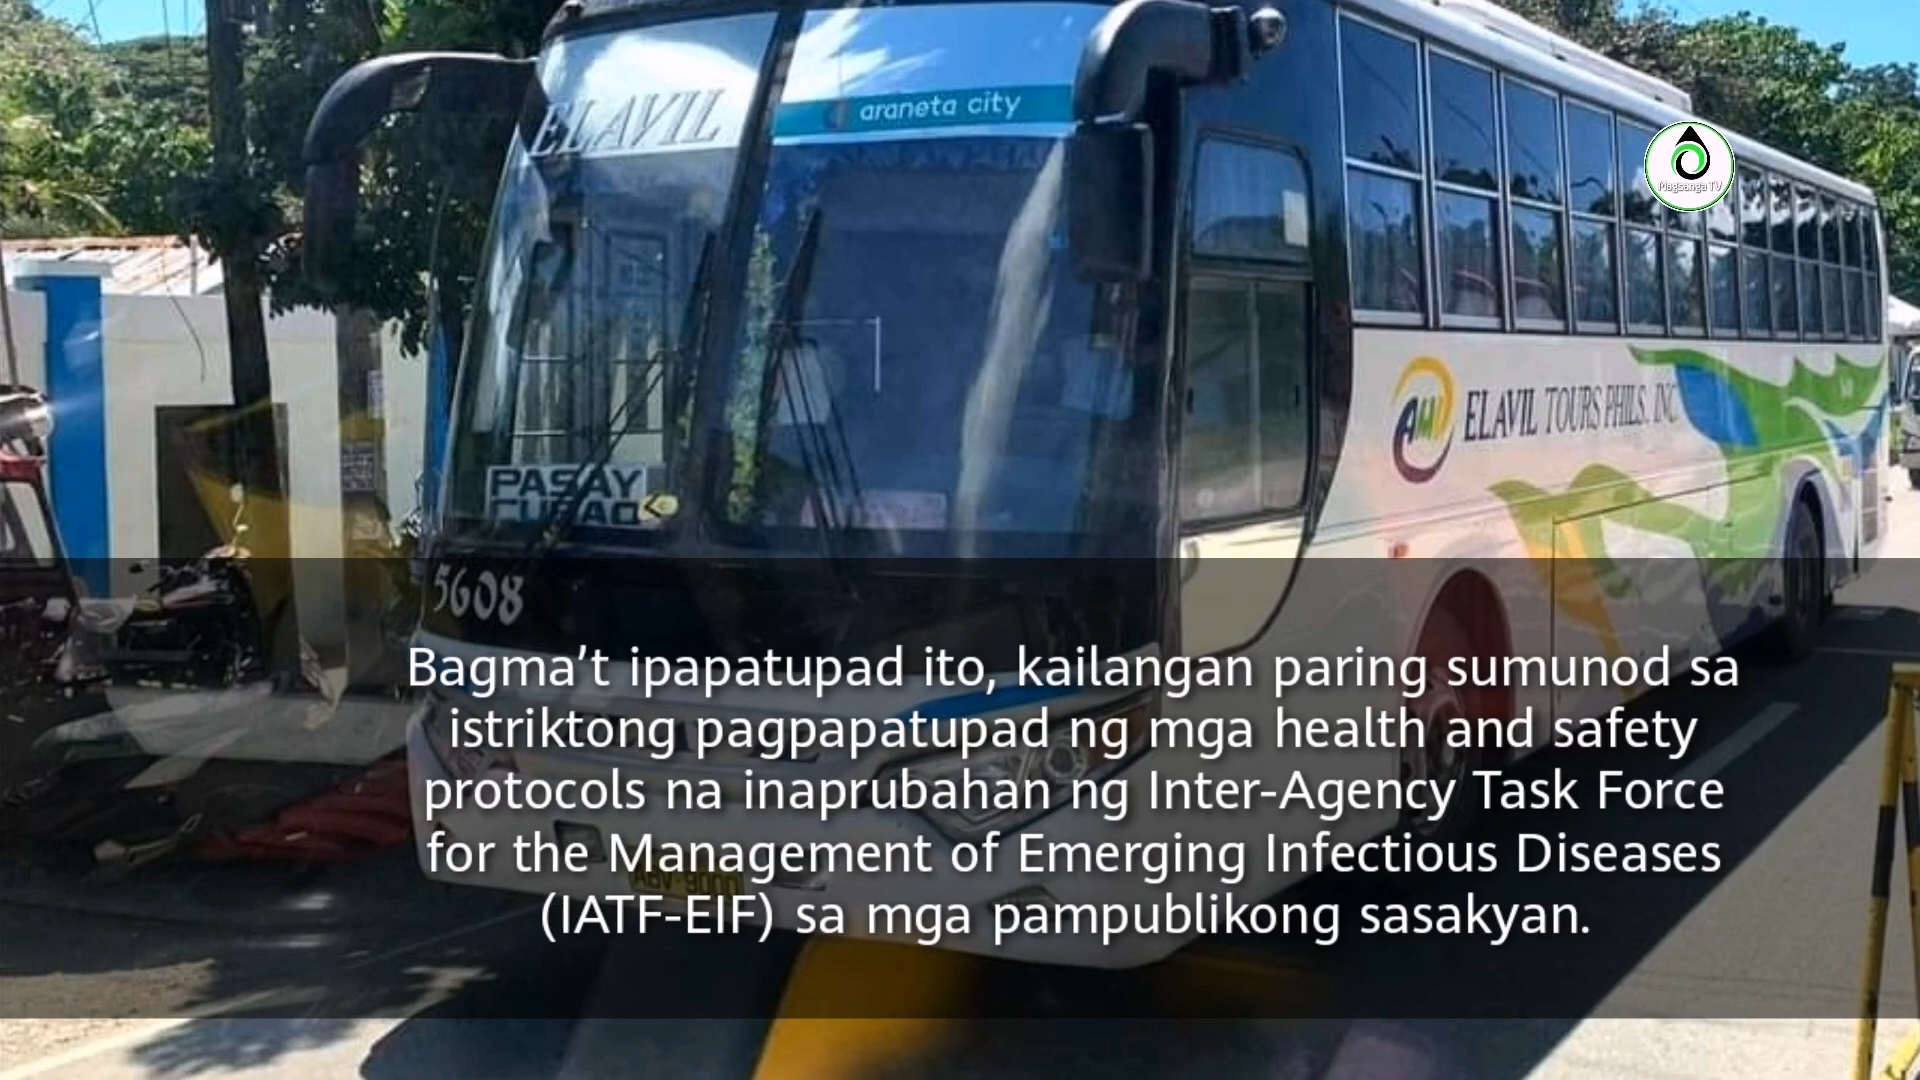 ELAVIL
araneta city
Magsanga TV
ELAVIL TOURS PHILS, INC
PASAY
CUBAO
5608
Bagma’t ipapatupad ito, kailangan paring sumunod sa
istriktong pagpapatupad ng mga health and safety
protocols na inaprubahan ng Inter-Agency Task Force
for the Management of Emerging Infectious Diseases
(IATF-EIF) sa mga pampublikong sasakyan.